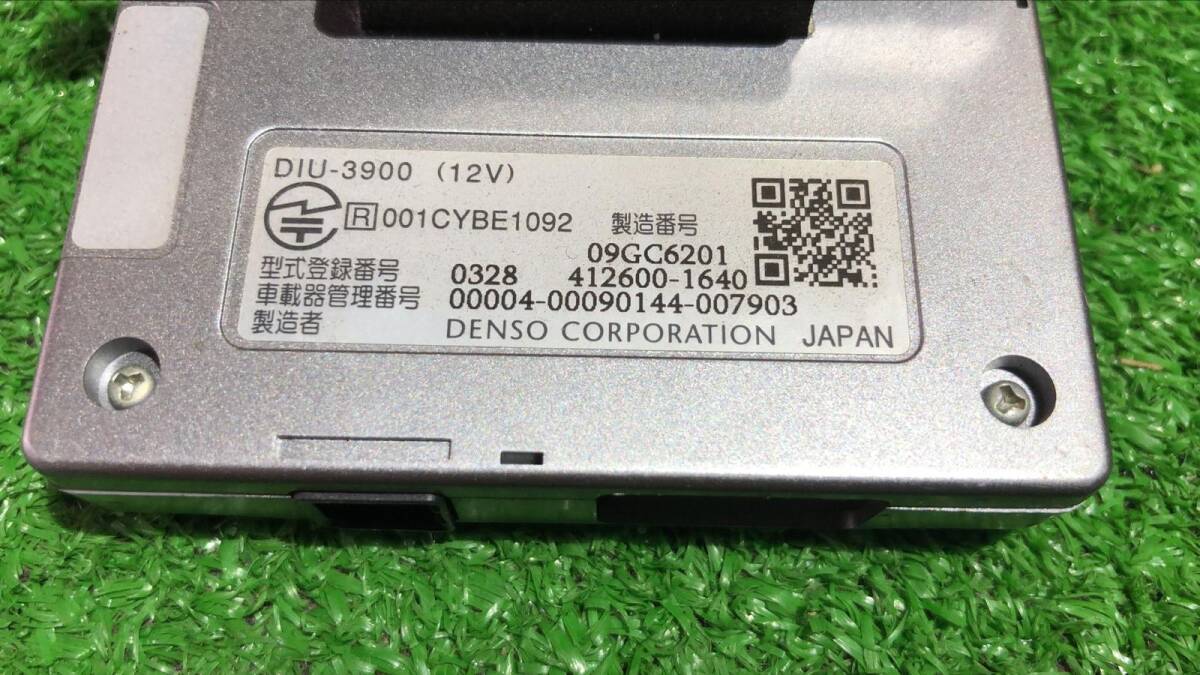 DIU-3900 (12V)
R 001CYBE1092 製造番号
09GC6201
型式登録番号 0328 412600-1640
車載器管理番号 00004-00090144-007903
製造者 DENSO CORPORATION JAPAN